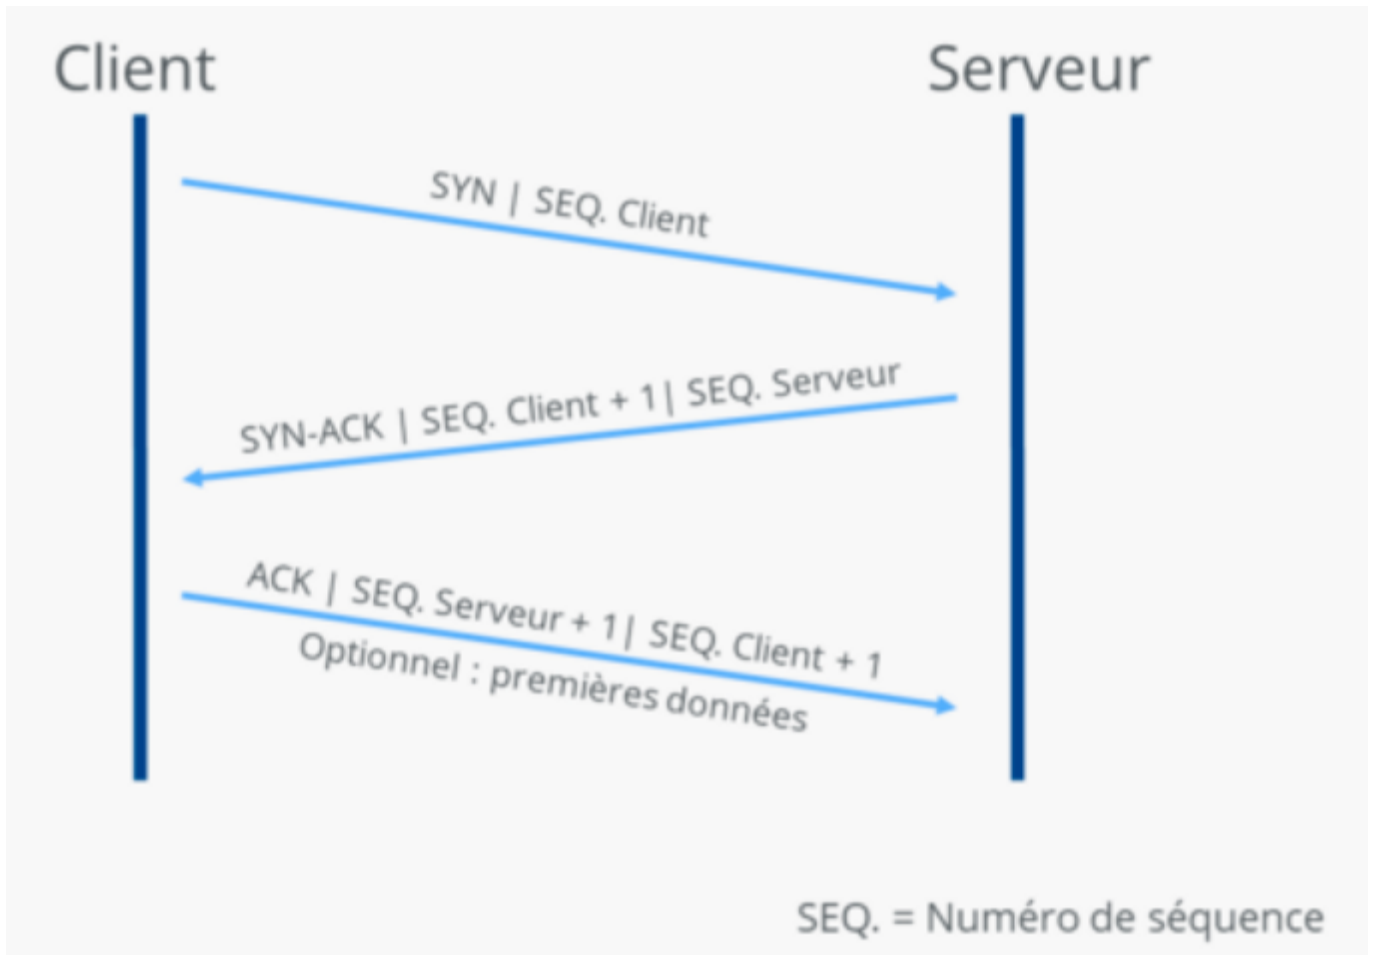 Client
Serveur
SYN | SEQ. Client
SYN-ACK | SEQ. Client + 1| SEQ. Serveur
ACK | SEQ. Serveur + 1| SEQ. Client + 1
Optionnel : premières données
SEQ. = Numéro de séquence